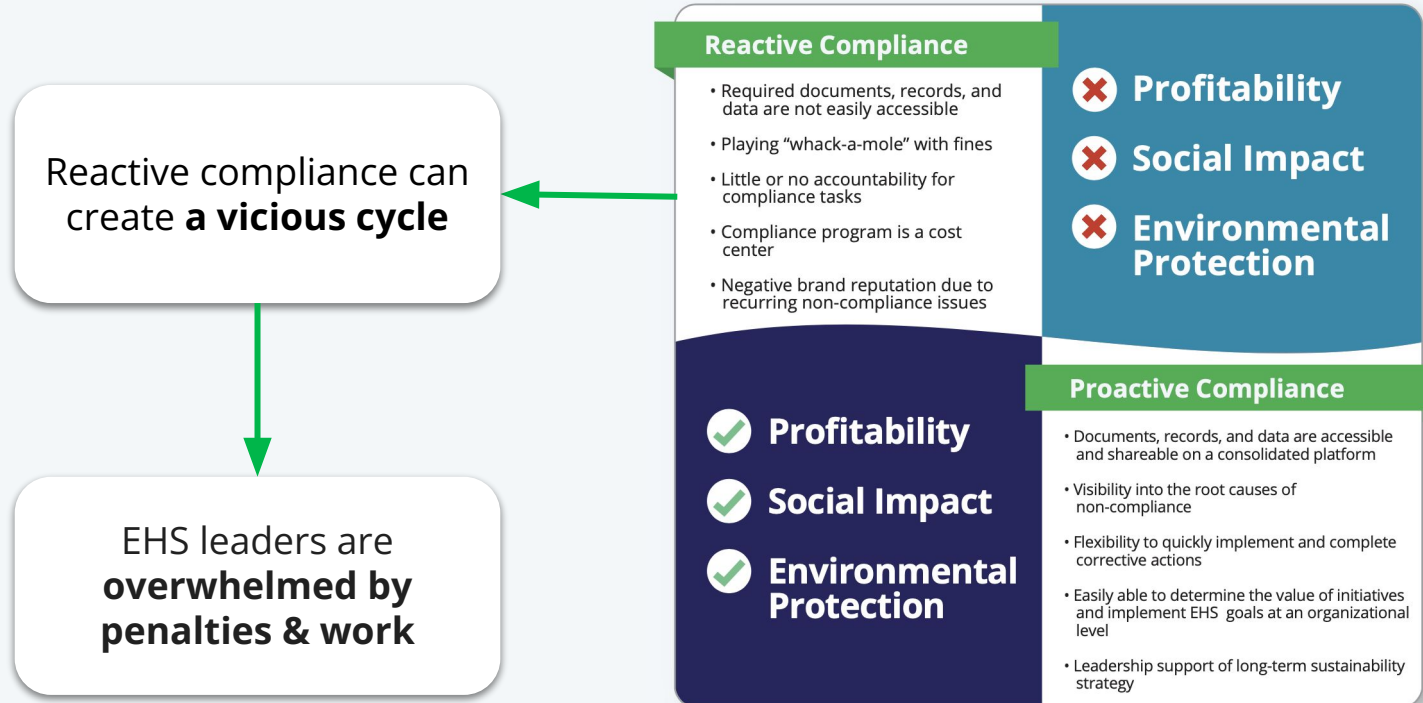 Reactive compliance can
create a vicious cycle
EHS leaders are
overwhelmed by
penalties & work
Reactive Compliance
• Required documents, records, and
data are not easily accessible
• Playing “whack-a-mole” with fines
• Little or no accountability for
compliance tasks
• Compliance program is a cost
center
• Negative brand reputation due to
recurring non-compliance issues
Profitability
Social Impact
Environmental
Protection
Profitability
Social Impact
Environmental
Protection
Proactive Compliance
• Documents, records, and data are accessible
and shareable on a consolidated platform
• Visibility into the root causes of
non-compliance
• Flexibility to quickly implement and complete
corrective actions
• Easily able to determine the value of initiatives
and implement EHS goals at an organizational
level
• Leadership support of long-term sustainability
strategy